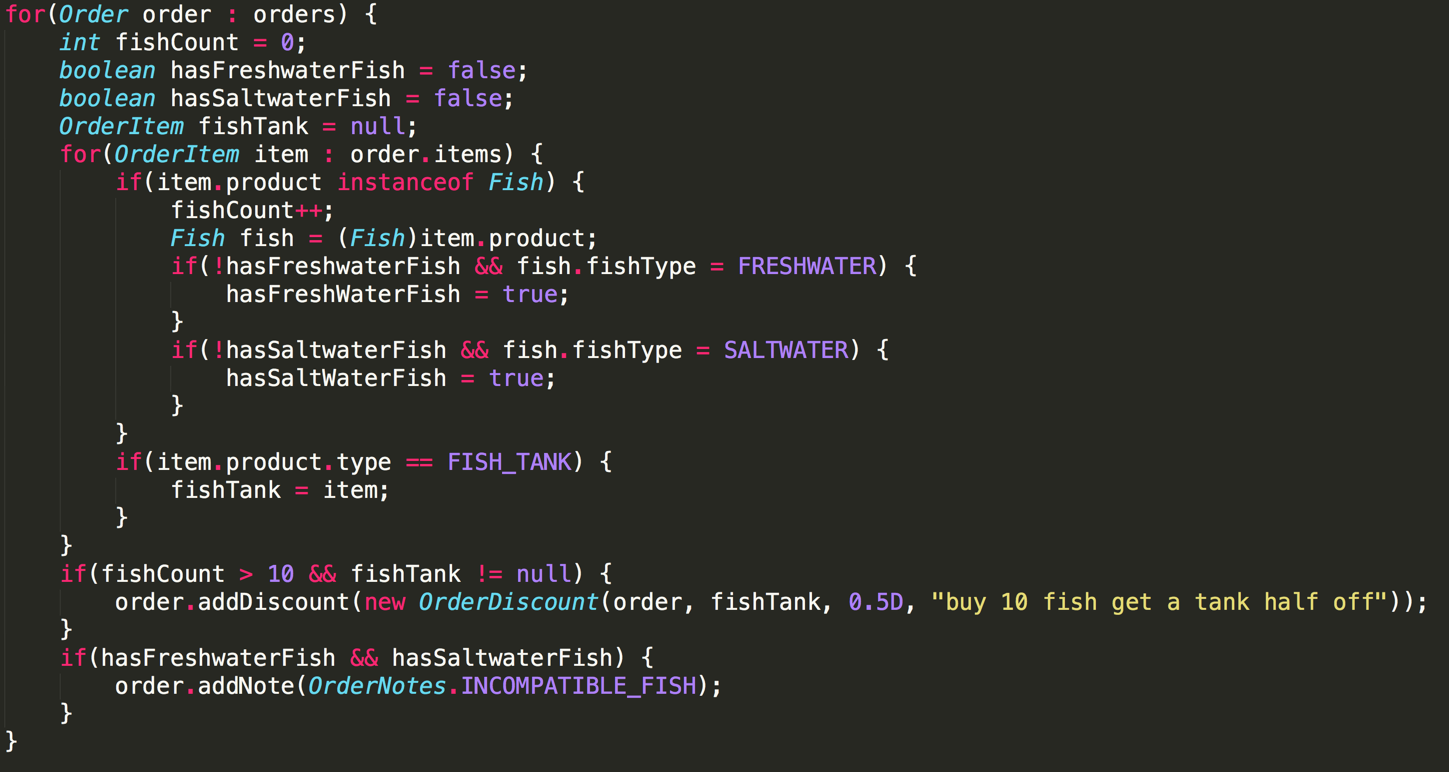 for(Order order : orders) {
    int fishCount = 0;
    boolean hasFreshwaterFish = false;
    boolean hasSaltwaterFish = false;
    OrderItem fishTank = null;
    for(OrderItem item : order.items) {
        if(item.product instanceof Fish) {
            fishCount++;
            Fish fish = (Fish)item.product;
            if(!hasFreshwaterFish && fish.fishType = FRESHWATER) {
                hasFreshWaterFish = true;
            }
            if(!hasSaltwaterFish && fish.fishType = SALTWATER) {
                hasSaltWaterFish = true;
            }
        }
        if(item.product.type == FISH_TANK) {
            fishTank = item;
        }
    }
    if(fishCount > 10 && fishTank != null) {
        order.addDiscount(new OrderDiscount(order, fishTank, 0.5D, "buy 10 fish get a tank half off"));
    }
    if(hasFreshwaterFish && hasSaltwaterFish) {
        order.addNote(OrderNotes.INCOMPATIBLE_FISH);
    }
}